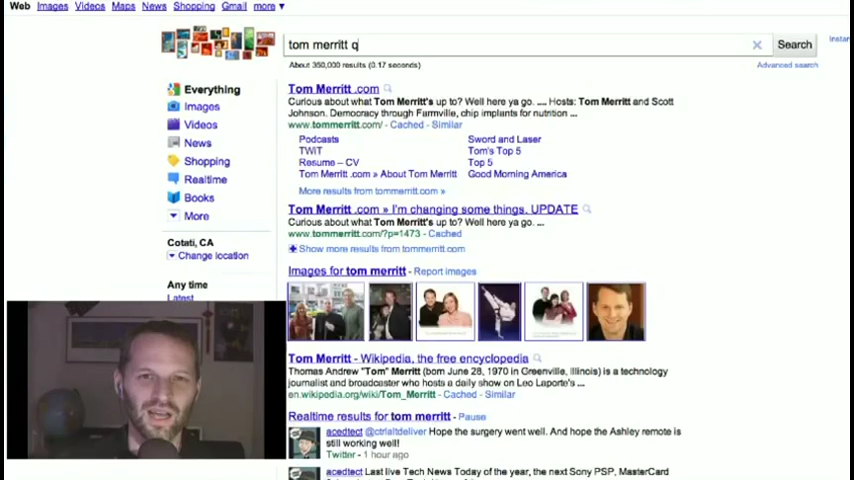 Web Images Videos Maps News Shopping Gmail more ▼
tom merritt q
Search
Instan
About 350,000 results (0.17 seconds)
Advanced search
Everything
Images
Videos
News
Shopping
Realtime
Books
More
Cotati, CA
Change location
Any time
Latest
Tom Merritt .com
Curious about what Tom Merritt's up to? Well here ya go. .... Hosts: Tom Merritt and Scott
Johnson. Democracy through Farmville, chip implants for nutrition ...
www.tommerritt.com/ - Cached - Similar
Podcasts
Sword and Laser
TWiT
Tom's Top 5
Resume – CV
Top 5
Tom Merritt .com » About Tom Merritt
Good Morning America
More results from tommerritt.com »
Tom Merritt .com » I'm changing some things. UPDATE
Curious about what Tom Merritt's up to? Well here ya go. ...
www.tommerritt.com/?p=1473 - Cached
Show more results from tommerritt.com
Images for tom merritt - Report images
Tom Merritt - Wikipedia, the free encyclopedia
Thomas Andrew "Tom" Merritt (born June 28, 1970 in Greenville, Illinois) is a technology
journalist and broadcaster who hosts a daily show on Leo Laporte's ...
en.wikipedia.org/wiki/Tom_Merritt - Cached - Similar
Realtime results for tom merritt - Pause
acedtect @ctrlaltdeliver Hope the surgery went well. And hope the Ashley remote is
still working well!
Twitter - 1 hour ago
acedtect Last live Tech News Today of the year, the next Sony PSP, MasterCard